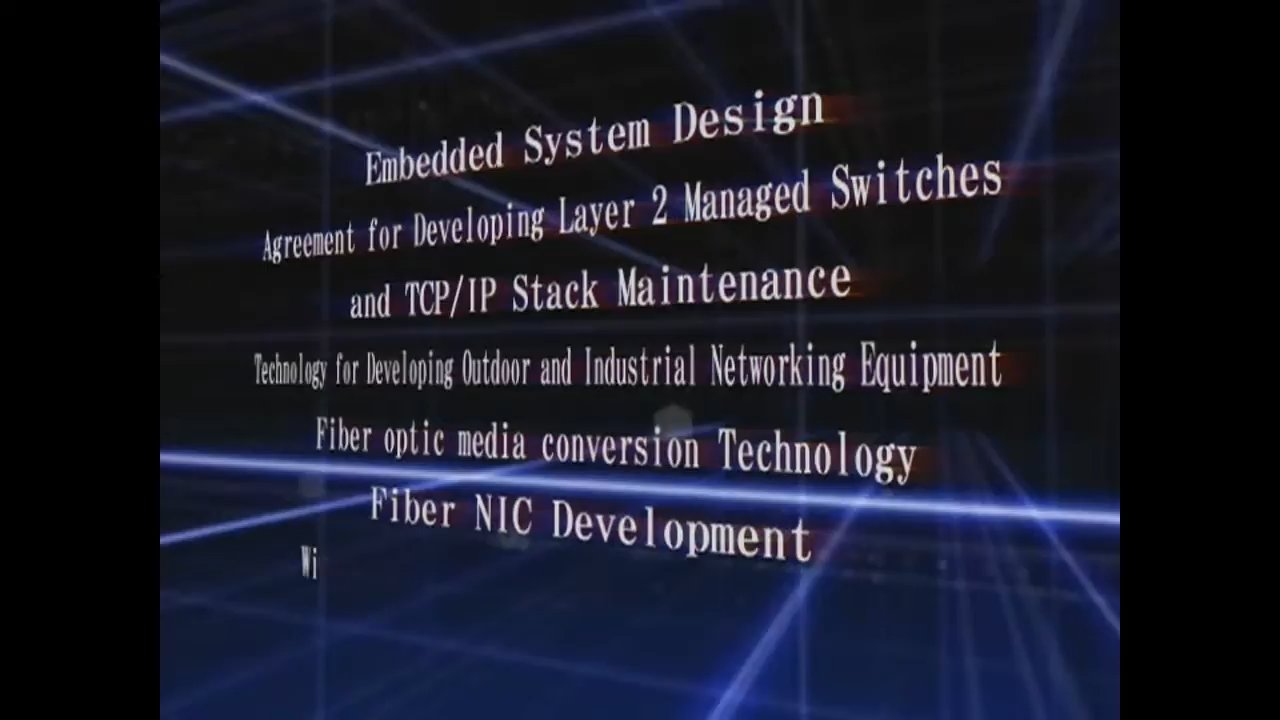 Embedded System Design
Agreement for Developing Layer 2 Managed Switches
and TCP/IP Stack Maintenance
Technology for Developing Outdoor and Industrial Networking Equipment
Fiber optic media conversion Technology
Fiber NIC Development
Wi